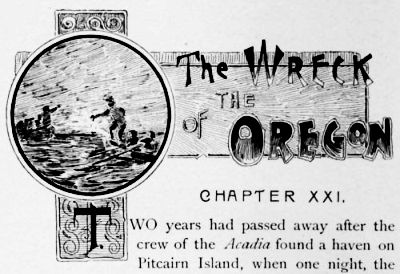 The Wreck
OF THE
OREGON
CHAPTER XXI.
TWO years had passed away after the
crew of the Acadia found a haven on
Pitcairn Island, when one night, the